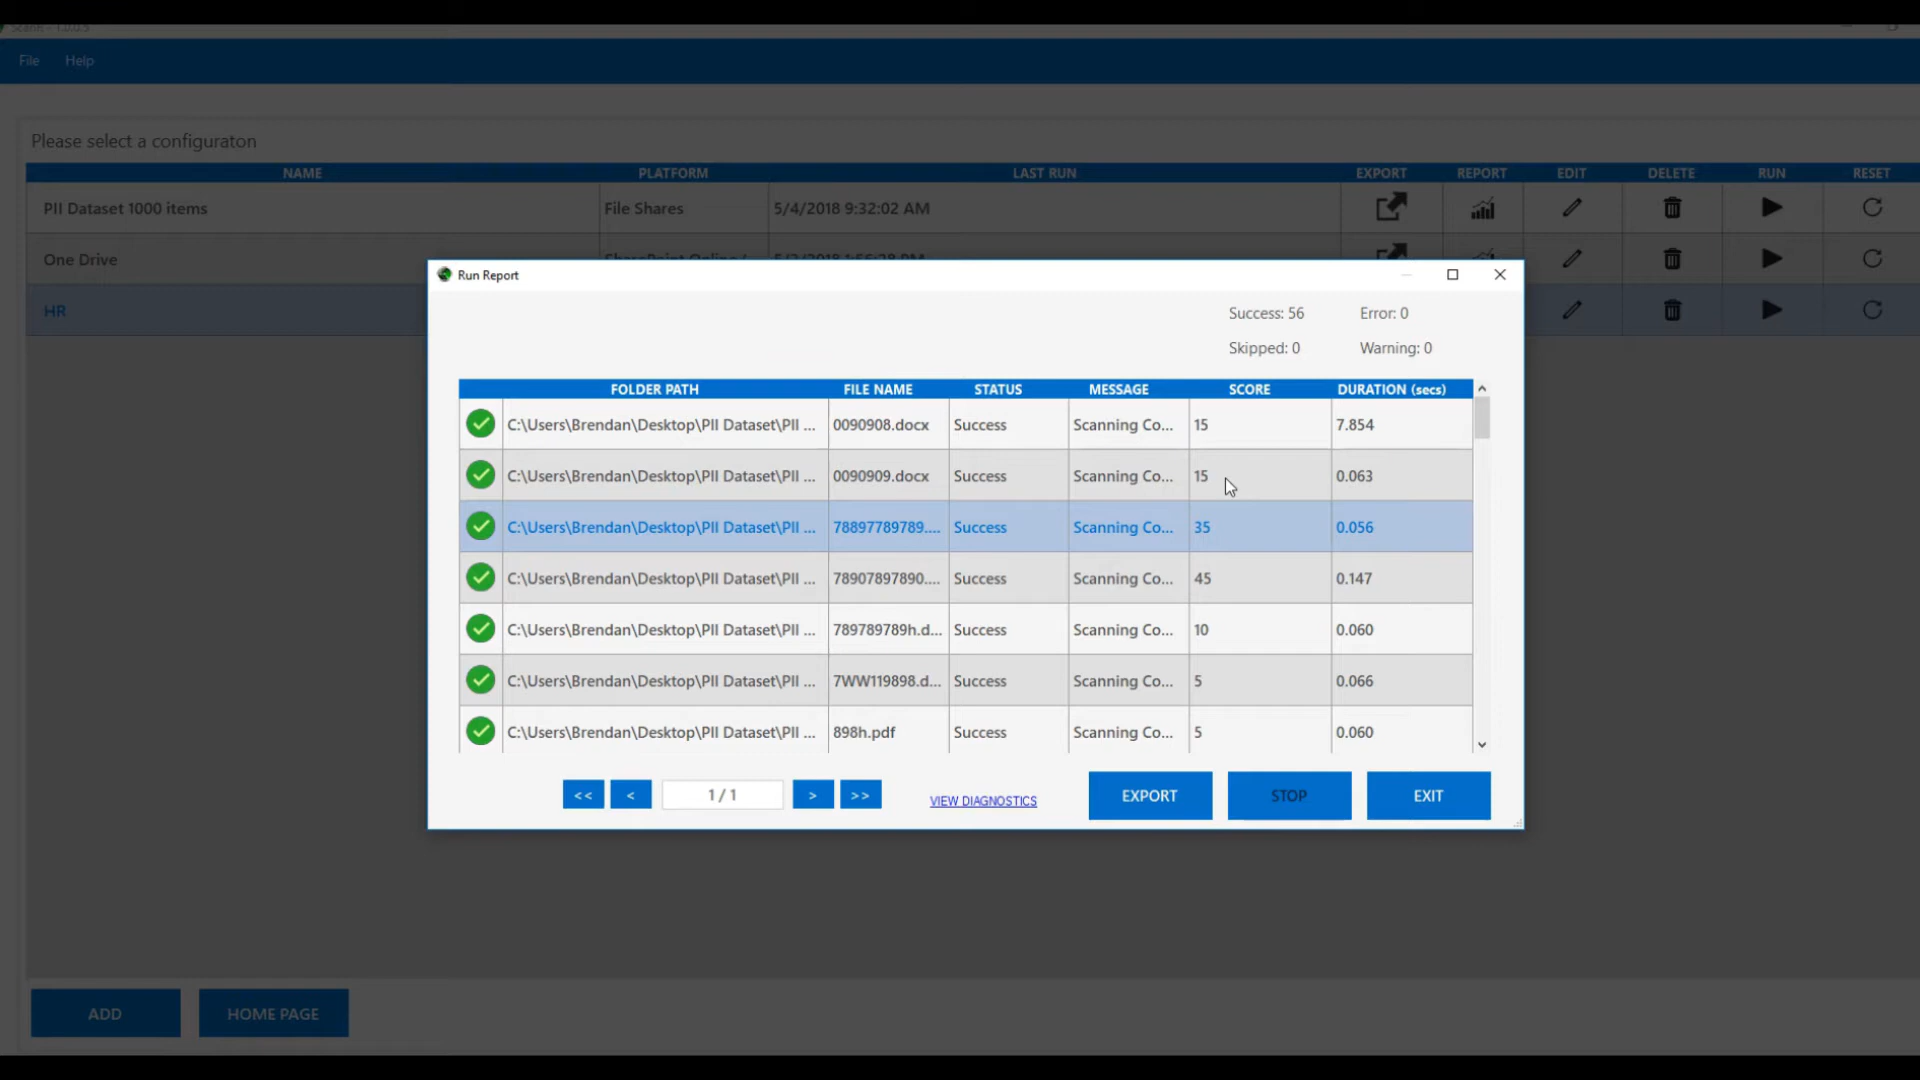 File Help
Please select a configuraton
NAME PLATFORM LAST RUN EXPORT REPORT EDIT DELETE RUN RESET
PII Dataset 1000 items File Shares 5/4/2018 9:32:02 AM
One Drive
HR
Run Report
Success: 56 Error: 0
Skipped: 0 Warning: 0
FOLDER PATH FILE NAME STATUS MESSAGE SCORE DURATION (secs)
C:\Users\Brendan\Desktop\PII Dataset\PII ... 0090908.docx Success Scanning Co... 15 7.854
C:\Users\Brendan\Desktop\PII Dataset\PII ... 0090909.docx Success Scanning Co... 15 0.063
C:\Users\Brendan\Desktop\PII Dataset\PII ... 78897789789.... Success Scanning Co... 35 0.056
C:\Users\Brendan\Desktop\PII Dataset\PII ... 78907897890.... Success Scanning Co... 45 0.147
C:\Users\Brendan\Desktop\PII Dataset\PII ... 789789789h.d... Success Scanning Co... 10 0.060
C:\Users\Brendan\Desktop\PII Dataset\PII ... 7WW119898.d... Success Scanning Co... 5 0.066
C:\Users\Brendan\Desktop\PII Dataset\PII ... 898h.pdf Success Scanning Co... 5 0.060
<< < 1 / 1 > >> VIEW DIAGNOSTICS EXPORT STOP EXIT
ADD HOME PAGE